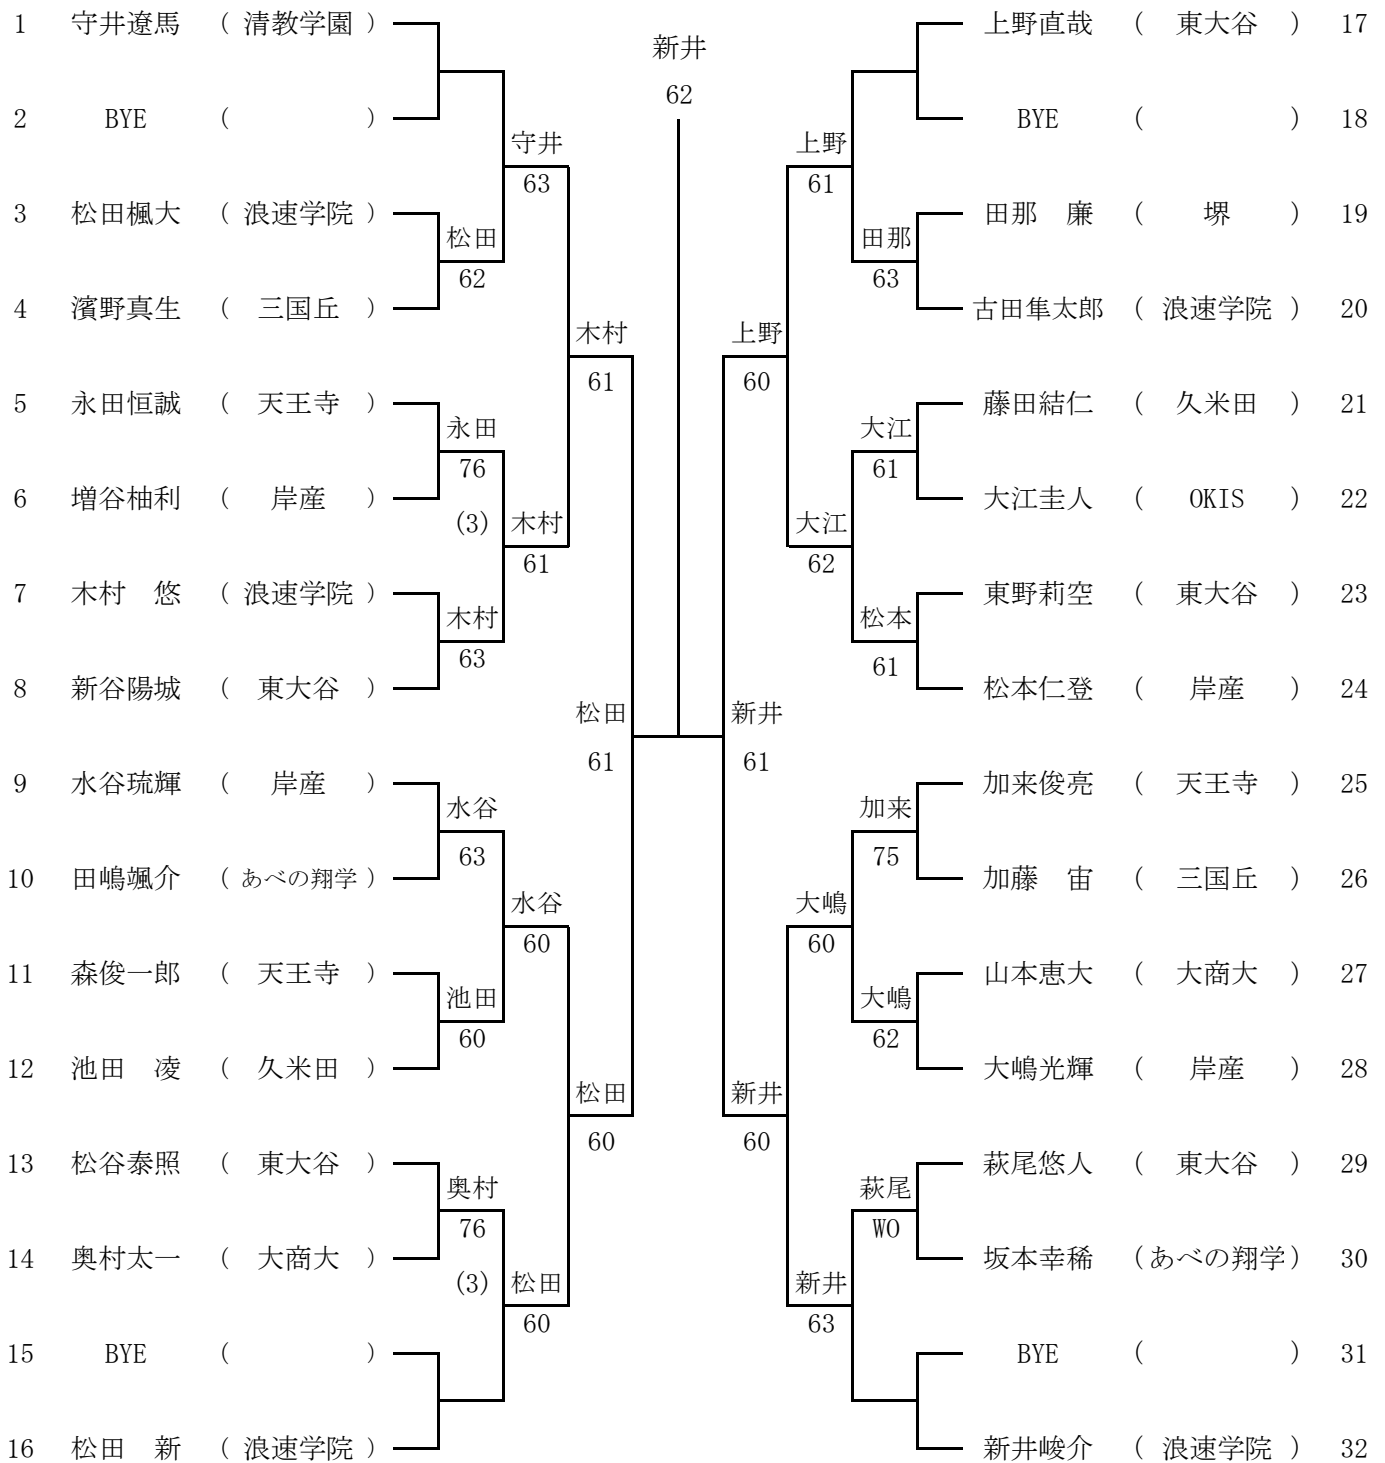 新井
62
1 守井遼馬 ( 清教学園 )
2 BYE ( )
守井
63
3 松田楓大 ( 浪速学院 )
松田
62
4 濱野真生 ( 三国丘 )
木村
61
5 永田恒誠 ( 天王寺 )
永田
76
(3)
6 増谷柚利 ( 岸産 )
木村
61
7 木村 悠 ( 浪速学院 )
木村
63
8 新谷陽城 ( 東大谷 )
松田
61
9 水谷琉輝 ( 岸産 )
水谷
63
10 田嶋颯介 ( あべの翔学 )
水谷
60
11 森俊一郎 ( 天王寺 )
池田
60
12 池田 凌 ( 久米田 )
松田
60
13 松谷泰照 ( 東大谷 )
奥村
76
(3)
14 奥村太一 ( 大商大 )
松田
60
15 BYE ( )
16 松田 新 ( 浪速学院 )
上野直哉 ( 東大谷 ) 17
BYE ( ) 18
上野
61
田那 廉 ( 堺 ) 19
田那
63
古田隼太郎 ( 浪速学院 ) 20
上野
60
藤田結仁 ( 久米田 ) 21
大江
61
大江圭人 ( OKIS ) 22
大江
62
東野莉空 ( 東大谷 ) 23
松本
61
松本仁登 ( 岸産 ) 24
新井
61
加来俊亮 ( 天王寺 ) 25
加来
75
加藤 宙 ( 三国丘 ) 26
大嶋
60
山本恵大 ( 大商大 ) 27
大嶋
62
大嶋光輝 ( 岸産 ) 28
新井
60
萩尾悠人 ( 東大谷 ) 29
萩尾
WO
坂本幸稀 (あべの翔学) 30
新井
63
BYE ( ) 31
新井峻介 ( 浪速学院 ) 32